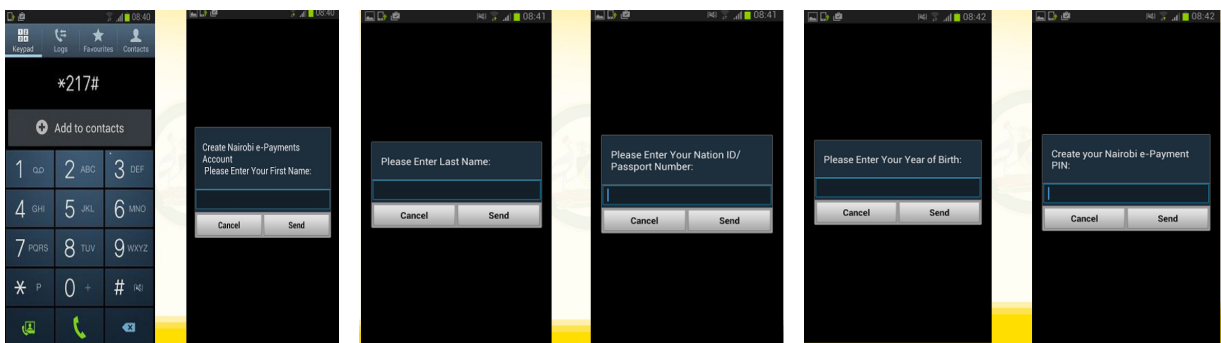 08:40
Keypad Logs Favourites Contacts
*217#
Add to contacts
1
2 ABC
3 DEF
4 GHI
5 JKL
6 MNO
7 PQRS
8 TUV
9 WXYZ
* P
0 +
#
08:40
Create Nairobi e-Payments
Account
Please Enter Your First Name:
Cancel Send
08:41
Please Enter Last Name:
Cancel Send
08:41
Please Enter Your Nation ID/
Passport Number:
Cancel Send
08:42
Please Enter Your Year of Birth:
Cancel Send
08:42
Create your Nairobi e-Payment
PIN:
Cancel Send